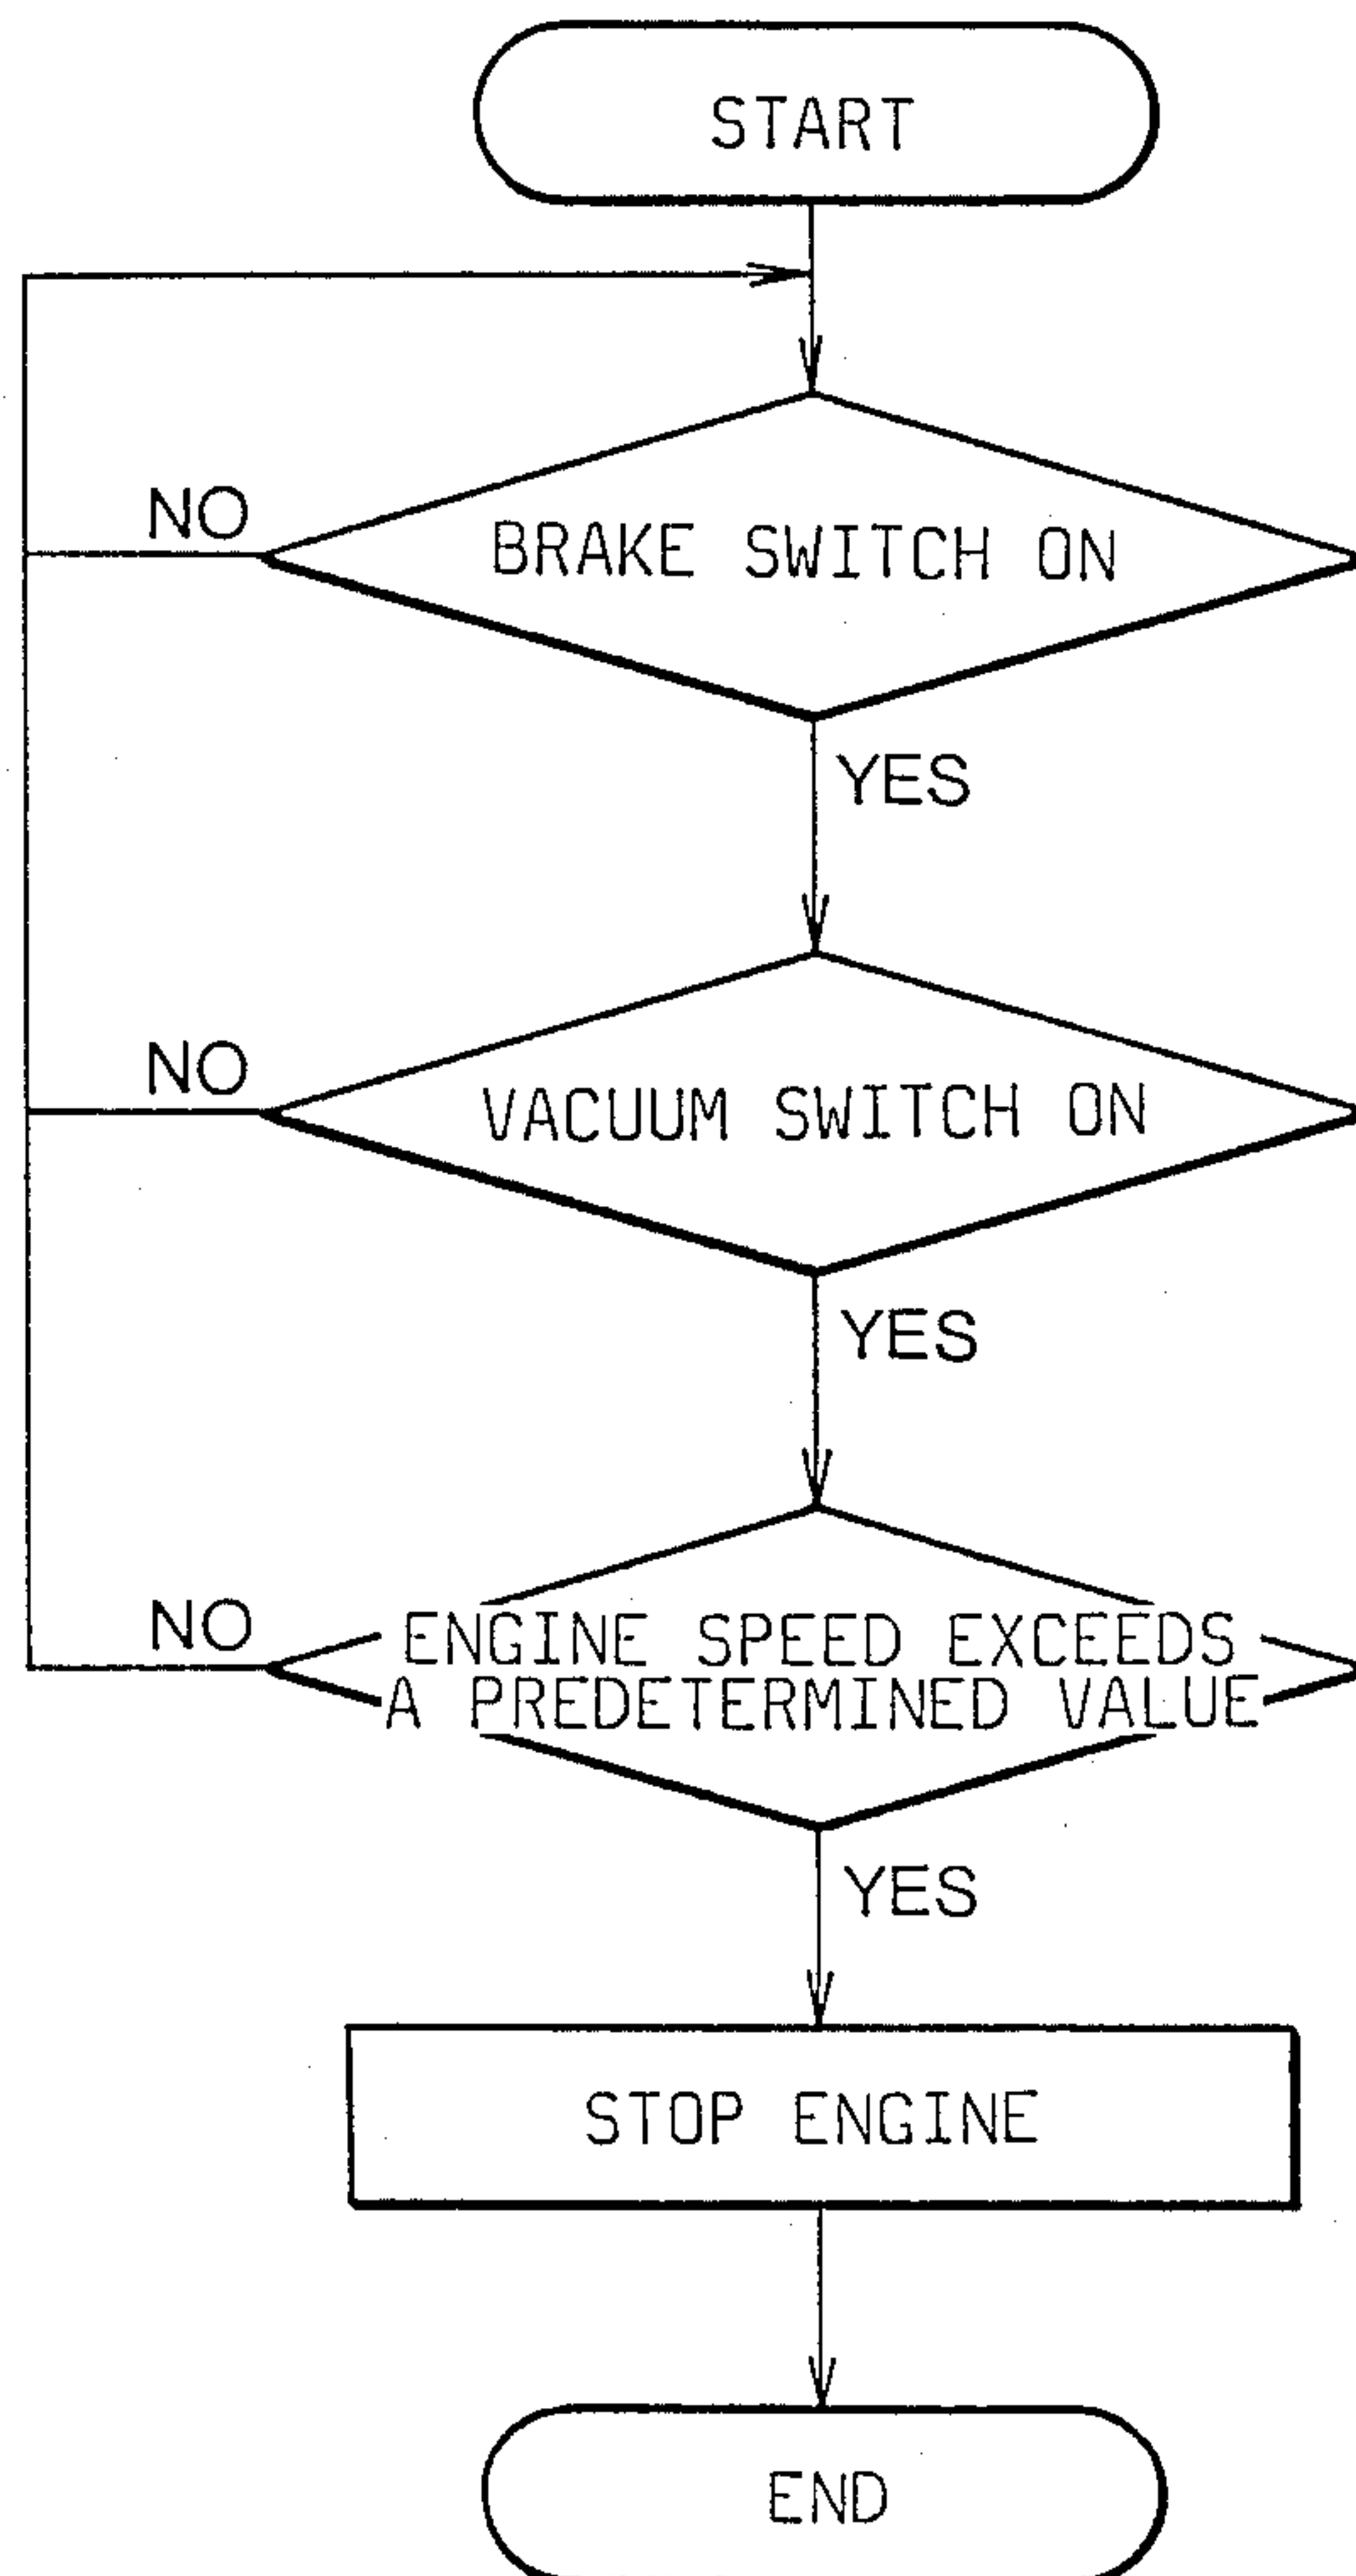 START
NO
BRAKE SWITCH ON
YES
NO
VACUUM SWITCH ON
YES
NO
ENGINE SPEED EXCEEDS
A PREDETERMINED VALUE
YES
STOP ENGINE
END